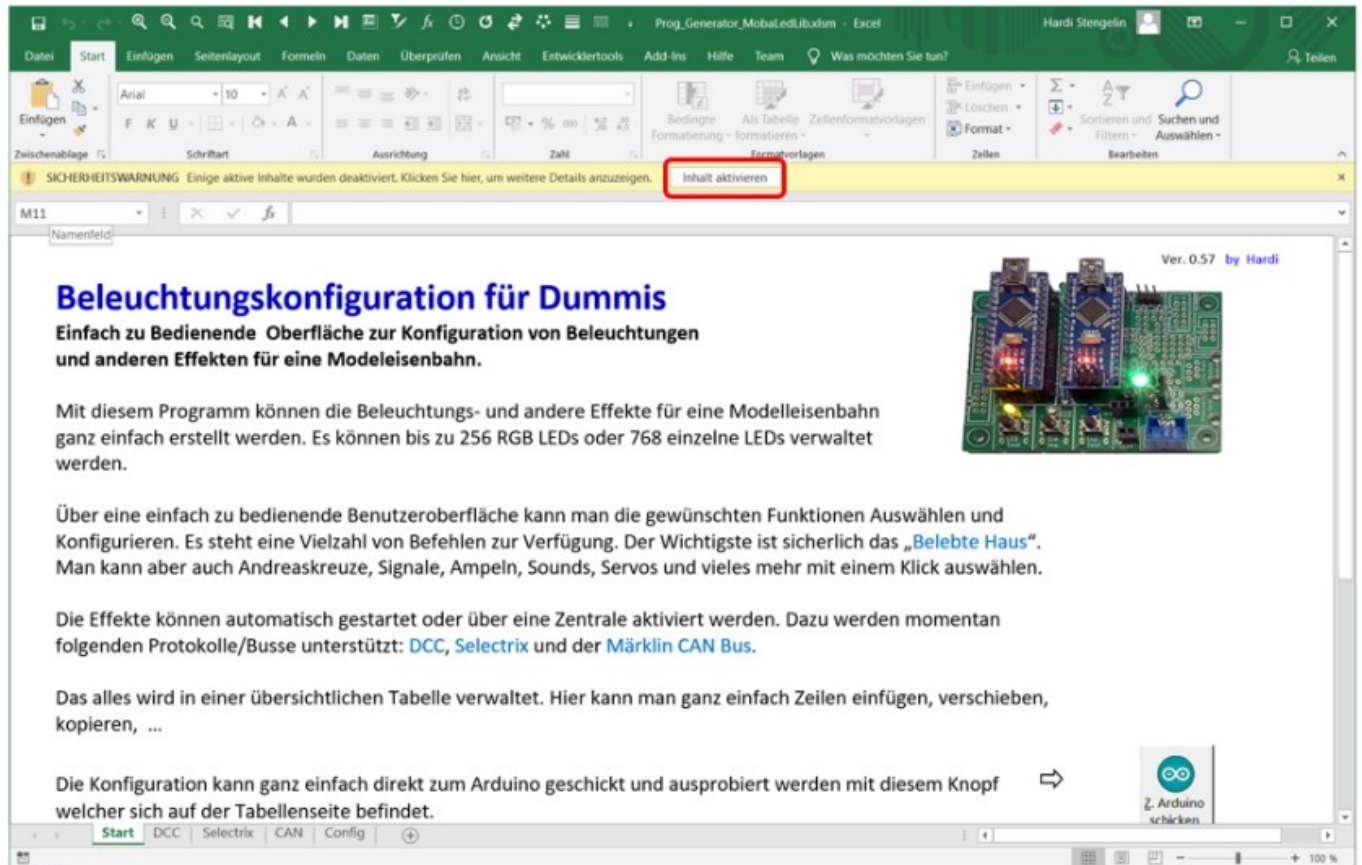 Prog_Generator_MobaLedLib.xlsm - Excel
Hardi Stengelin
Datei Start Einfügen Seitenlayout Formeln Daten Überprüfen Ansicht Entwicklertools Add-Ins Hilfe Team Was möchten Sie tun? Teilen
Einfügen
Arial 10
F K U
% 000
Bedingte Formatierung
Als Tabelle formatieren
Zellenformatvorlagen
Einfügen
Löschen
Format
Sortieren und Filtern
Suchen und Auswählen
Zwischenablage Schriftart Ausrichtung Zahl Formatvorlagen Zellen Bearbeiten
SICHERHEITSWARNUNG Einige aktive Inhalte wurden deaktiviert. Klicken Sie hier, um weitere Details anzuzeigen. Inhalt aktivieren
M11 fx
Namenfeld
Ver. 0.57 by Hardi
Beleuchtungskonfiguration für Dummis
Einfach zu Bedienende Oberfläche zur Konfiguration von Beleuchtungen
und anderen Effekten für eine Modeleisenbahn.
Mit diesem Programm können die Beleuchtungs- und andere Effekte für eine Modelleisenbahn
ganz einfach erstellt werden. Es können bis zu 256 RGB LEDs oder 768 einzelne LEDs verwaltet
werden.
Über eine einfach zu bedienende Benutzeroberfläche kann man die gewünschten Funktionen Auswählen und
Konfigurieren. Es steht eine Vielzahl von Befehlen zur Verfügung. Der Wichtigste ist sicherlich das „Belebte Haus“.
Man kann aber auch Andreaskreuze, Signale, Ampeln, Sounds, Servos und vieles mehr mit einem Klick auswählen.
Die Effekte können automatisch gestartet oder über eine Zentrale aktiviert werden. Dazu werden momentan
folgenden Protokolle/Busse unterstützt: DCC, Selectrix und der Märklin CAN Bus.
Das alles wird in einer übersichtlichen Tabelle verwaltet. Hier kann man ganz einfach Zeilen einfügen, verschieben,
kopieren, ...
Die Konfiguration kann ganz einfach direkt zum Arduino geschickt und ausprobiert werden mit diesem Knopf
welcher sich auf der Tabellenseite befindet.
Z. Arduino
schicken
Start DCC Selectrix CAN Config
100 %